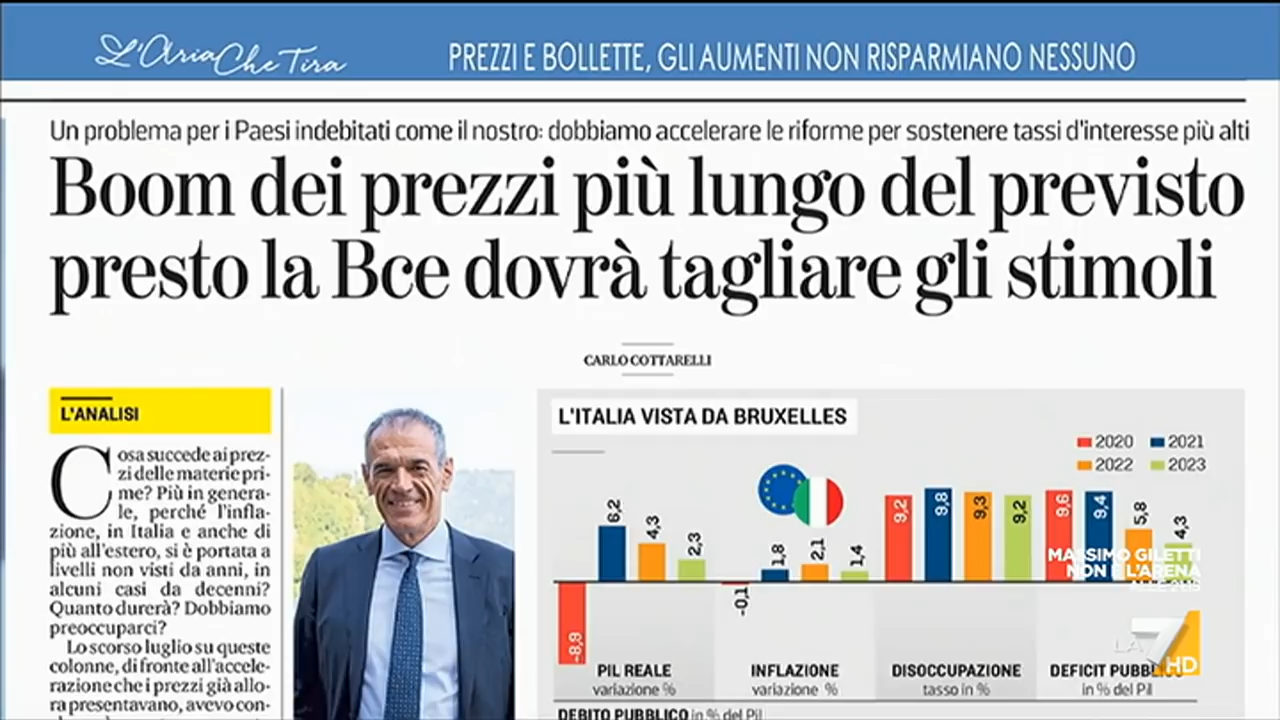 L'Aria Che Tira
PREZZI E BOLLETTE, GLI AUMENTI NON RISPARMIANO NESSUNO
Un problema per i Paesi indebitati come il nostro: dobbiamo accelerare le riforme per sostenere tassi d'interesse più alti
Boom dei prezzi più lungo del previsto
presto la Bce dovrà tagliare gli stimoli
CARLO COTTARELLI
L'ANALISI
Cosa succede ai prez-
zi delle materie pri-
me? Più in genera-
le, perché l'infla-
zione, in Italia e anche di
più all'estero, si è portata a
livelli non visti da anni, in
alcuni casi da decenni?
Quanto durerà? Dobbiamo
preoccuparci?
Lo scorso luglio su queste
colonne, di fronte all'accele-
razione che i prezzi già allo-
ra presentavano, avevo con-
L'ITALIA VISTA DA BRUXELLES
2020 2021
2022 2023
-8,9 6,2 4,3 2,3
-0,1 1,8 2,1 1,4
9,2 9,8 9,3 9,2
9,6 9,4 5,8 4,3
PIL REALE
variazione %
INFLAZIONE
variazione %
DISOCCUPAZIONE
tasso in %
DEFICIT PUBBLICO
in % del Pil
DEBITO PUBBLICO in % del Pil
MASSIMO GILETTI
NON È L'ARENA
ALLE 21.15
LA7 HD